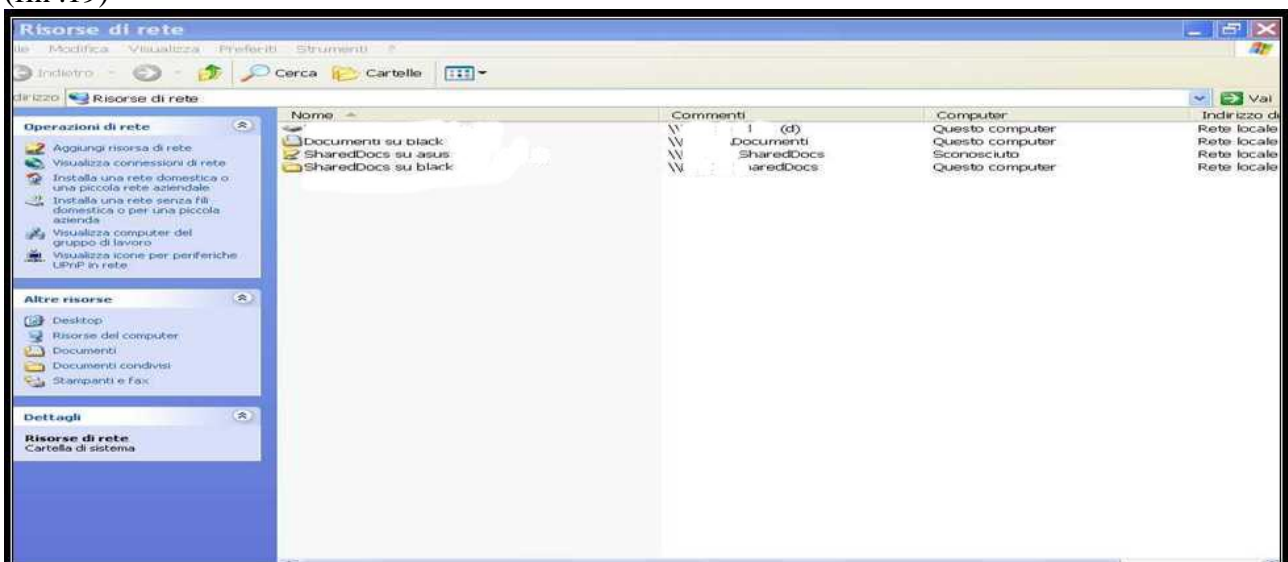 Risorse di rete
Modifica Visualizza Preferiti Strumenti ?
Indietro Cerca Cartelle
Risorse di rete Vai
Nome Commenti Computer Indirizzo
\\ (d) Questo computer Rete locale
Documenti su black \\ Documenti Questo computer Rete locale
SharedDocs su asus \\ SharedDocs Sconosciuto Rete locale
SharedDocs su black \\ Questo computer Rete locale
Operazioni di rete
Aggiungi risorsa di rete
Visualizza connessioni di rete
Installa una rete domestica o
una piccola rete aziendale
Installa una rete senza fili
domestica o per una piccola
azienda
Visualizza computer del
gruppo di lavoro
Visualizza icone per periferiche
UPnP in rete
Altre risorse
Desktop
Risorse del computer
Documenti
Documenti condivisi
Stampanti e fax
Dettagli
Risorse di rete
Cartella di sistema